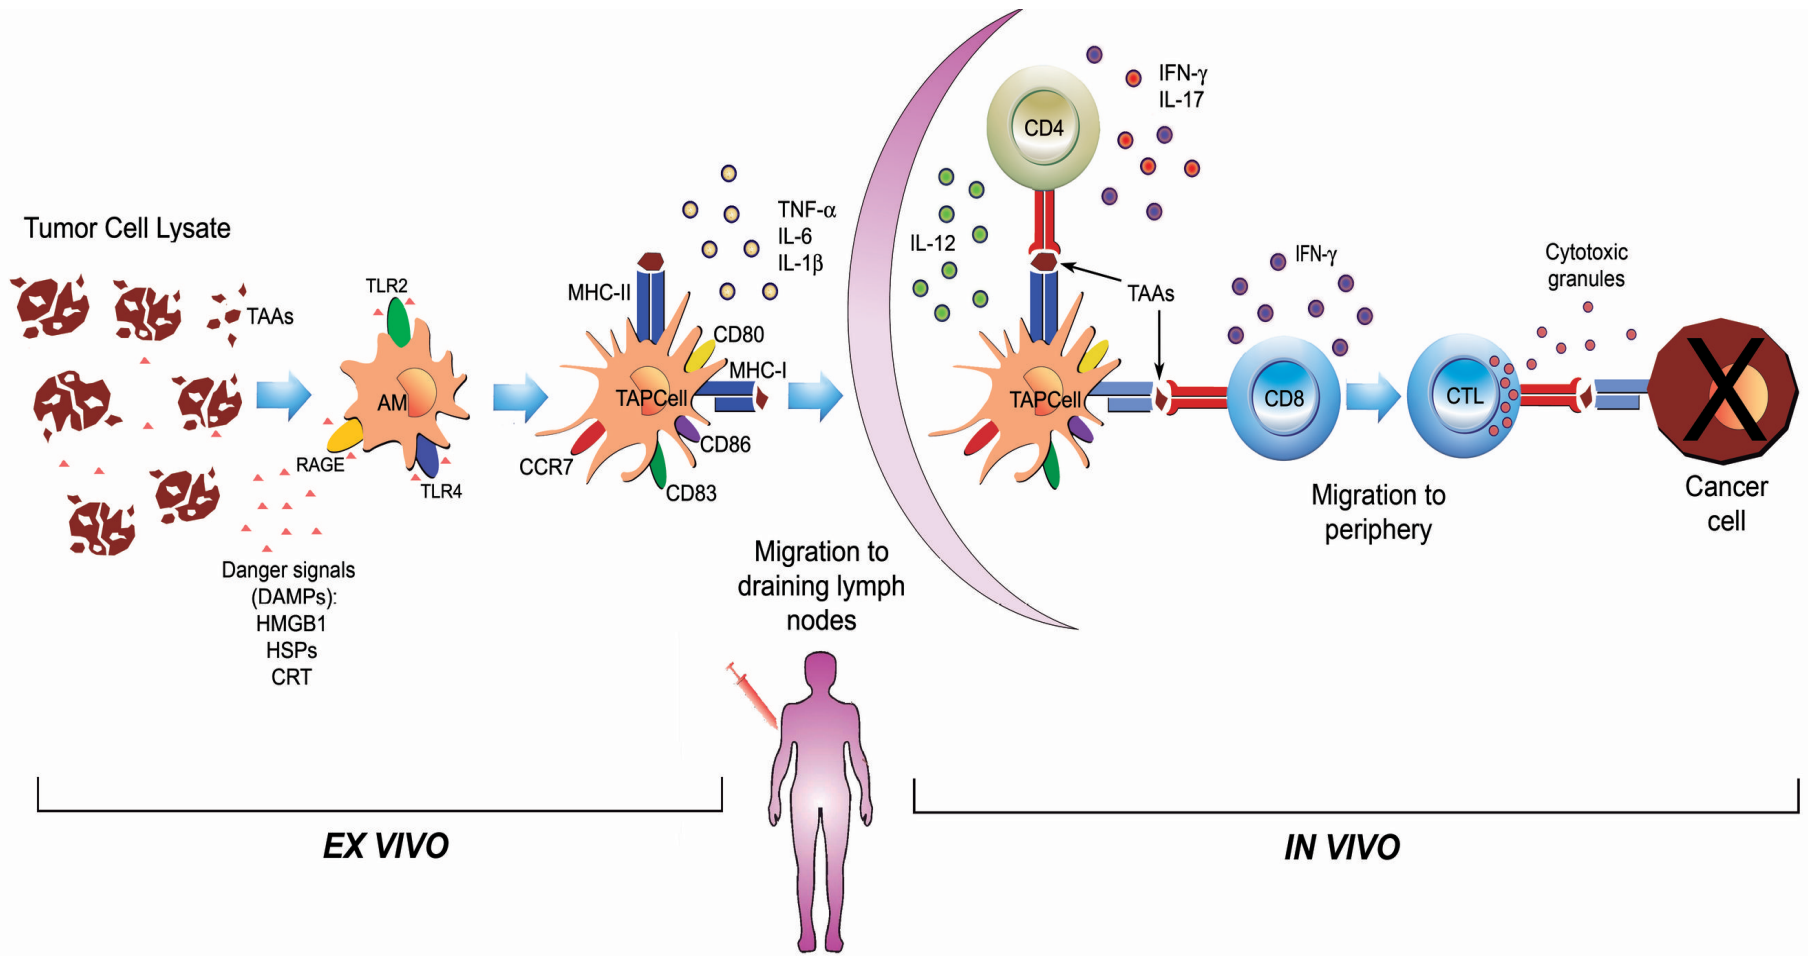 Tumor Cell Lysate
TAAs
TLR2
AM
RAGE
TLR4
Danger signals
(DAMPs):
HMGB1
HSPs
CRT
TNF-α
IL-6
IL-1β
MHC-II
CD80
MHC-I
TAPCell
CD86
CCR7
CD83
Migration to
draining lymph
nodes
CD4
IFN-γ
IL-17
IL-12
TAAs
TAPCell
IFN-γ
CD8
Cytotoxic
granules
CTL
Migration to
periphery
X
Cancer
cell
EX VIVO
IN VIVO